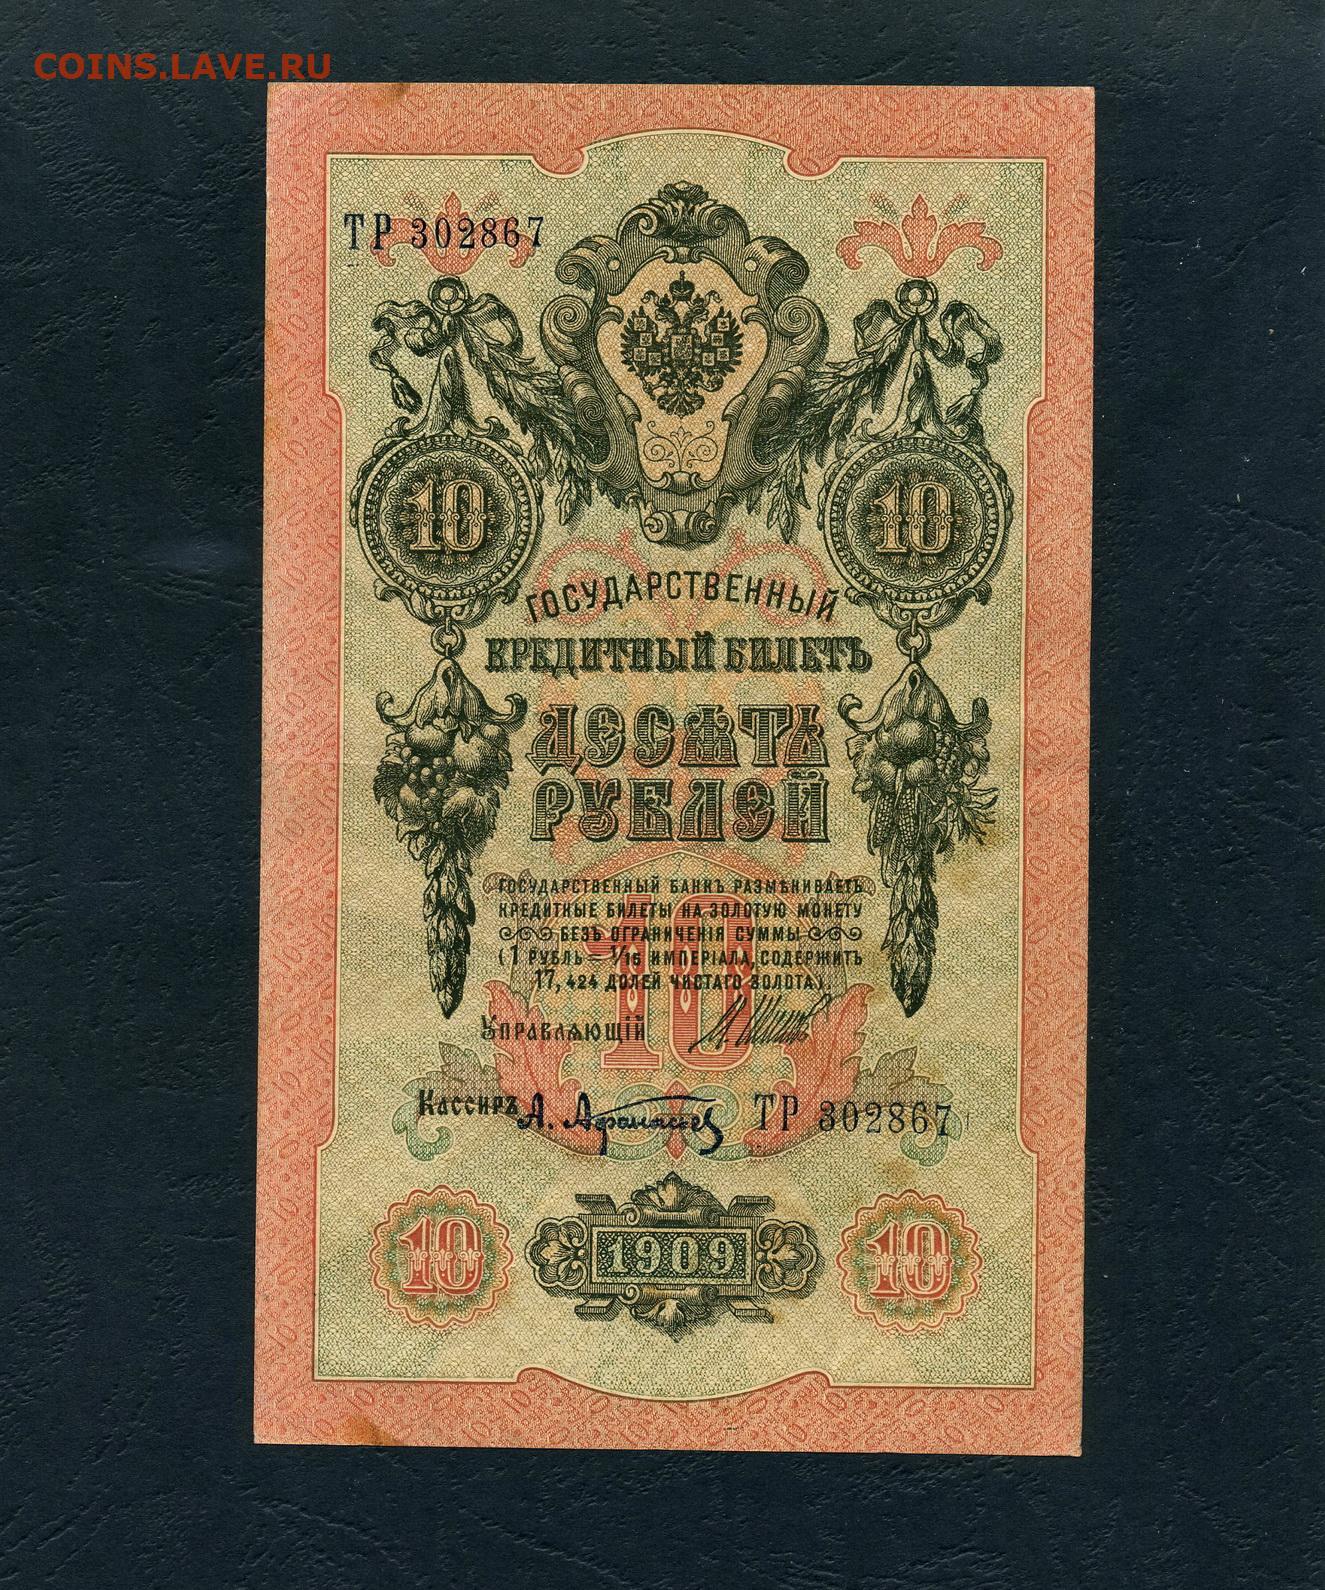 COINS.LAVE.RU
ТР 302867
10 10
ГОСУДАРСТВЕННЫЙ
КРЕДИТНЫЙ БИЛЕТЪ
ДЕСЯТЬ
РУБЛЕЙ
ГОСУДАРСТВЕННЫЙ БАНКЪ РАЗМѢНИВАЕТЪ
КРЕДИТНЫЕ БИЛЕТЫ НА ЗОЛОТУЮ МОНЕТУ
БЕЗЪ ОГРАНИЧЕНІЯ СУММЫ
(1 РУБЛЬ = 1/15 ИМПЕРІАЛА, СОДЕРЖИТЪ
17,424 ДОЛЕЙ ЧИСТАГО ЗОЛОТА).
10
УПРАВЛЯЮЩІЙ
Кассиръ А. Афанасьев ТР 302867
10 1909 10